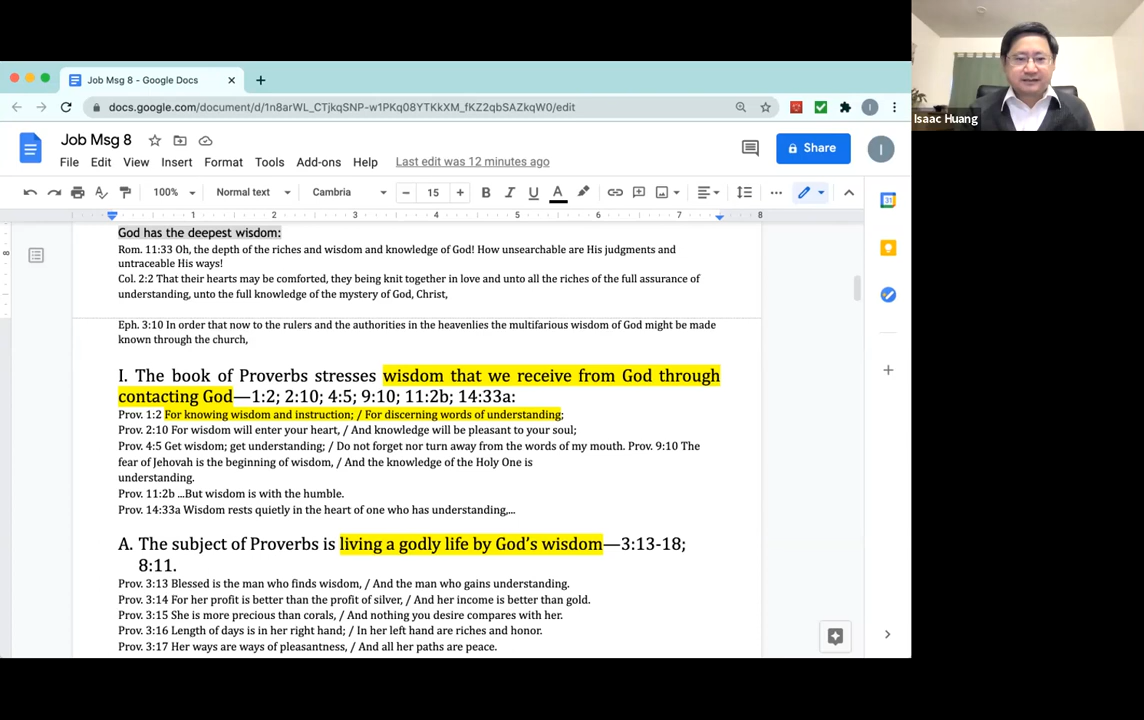 Job Msg 8 - Google Docs
docs.google.com/document/d/1n8arWL_CTjkqSNP-w1PKq08YTKkXM_fKZ2qbSAZkqW0/edit
I
Isaac Huang
Job Msg 8
Share
I
File Edit View Insert Format Tools Add-ons Help Last edit was 12 minutes ago
100% Normal text Cambria 15 B I U A
1 2 3 4 5 6 7 8
31
God has the deepest wisdom:
Rom. 11:33 Oh, the depth of the riches and wisdom and knowledge of God! How unsearchable are His judgments and
untraceable His ways!
Col. 2:2 That their hearts may be comforted, they being knit together in love and unto all the riches of the full assurance of
understanding, unto the full knowledge of the mystery of God, Christ,
Eph. 3:10 In order that now to the rulers and the authorities in the heavenlies the multifarious wisdom of God might be made
known through the church,
I. The book of Proverbs stresses wisdom that we receive from God through
contacting God—1:2; 2:10; 4:5; 9:10; 11:2b; 14:33a:
Prov. 1:2 For knowing wisdom and instruction; / For discerning words of understanding;
Prov. 2:10 For wisdom will enter your heart, / And knowledge will be pleasant to your soul;
Prov. 4:5 Get wisdom; get understanding; / Do not forget nor turn away from the words of my mouth. Prov. 9:10 The
fear of Jehovah is the beginning of wisdom, / And the knowledge of the Holy One is
understanding.
Prov. 11:2b ...But wisdom is with the humble.
Prov. 14:33a Wisdom rests quietly in the heart of one who has understanding,...
A. The subject of Proverbs is living a godly life by God's wisdom—3:13-18;
8:11.
Prov. 3:13 Blessed is the man who finds wisdom, / And the man who gains understanding.
Prov. 3:14 For her profit is better than the profit of silver, / And her income is better than gold.
Prov. 3:15 She is more precious than corals, / And nothing you desire compares with her.
Prov. 3:16 Length of days is in her right hand; / In her left hand are riches and honor.
Prov. 3:17 Her ways are ways of pleasantness, / And all her paths are peace.